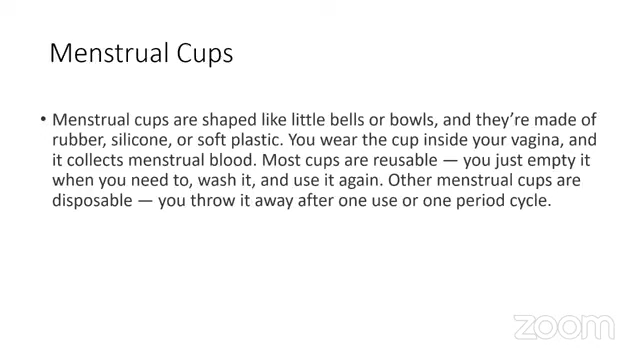 Menstrual Cups
• Menstrual cups are shaped like little bells or bowls, and they’re made of
rubber, silicone, or soft plastic. You wear the cup inside your vagina, and
it collects menstrual blood. Most cups are reusable — you just empty it
when you need to, wash it, and use it again. Other menstrual cups are
disposable — you throw it away after one use or one period cycle.
zoom